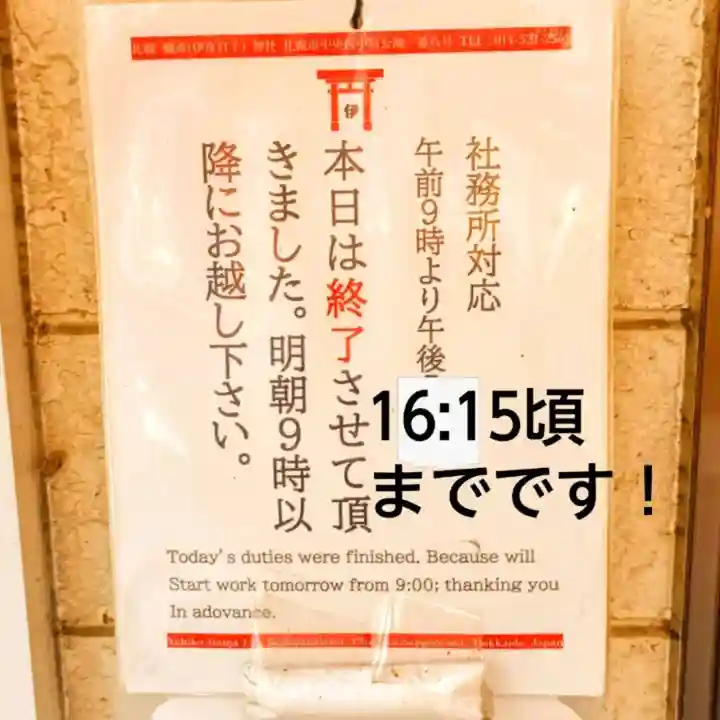 伊
社務所対応
午前9時より午後
本日は終了させて頂
きました。明朝9時以
降にお越し下さい。
16:15頃
までです！
Today's duties were finished. Because will
Start work tomorrow from 9:00; thanking you
In adovance.
Hokkaido, Japan